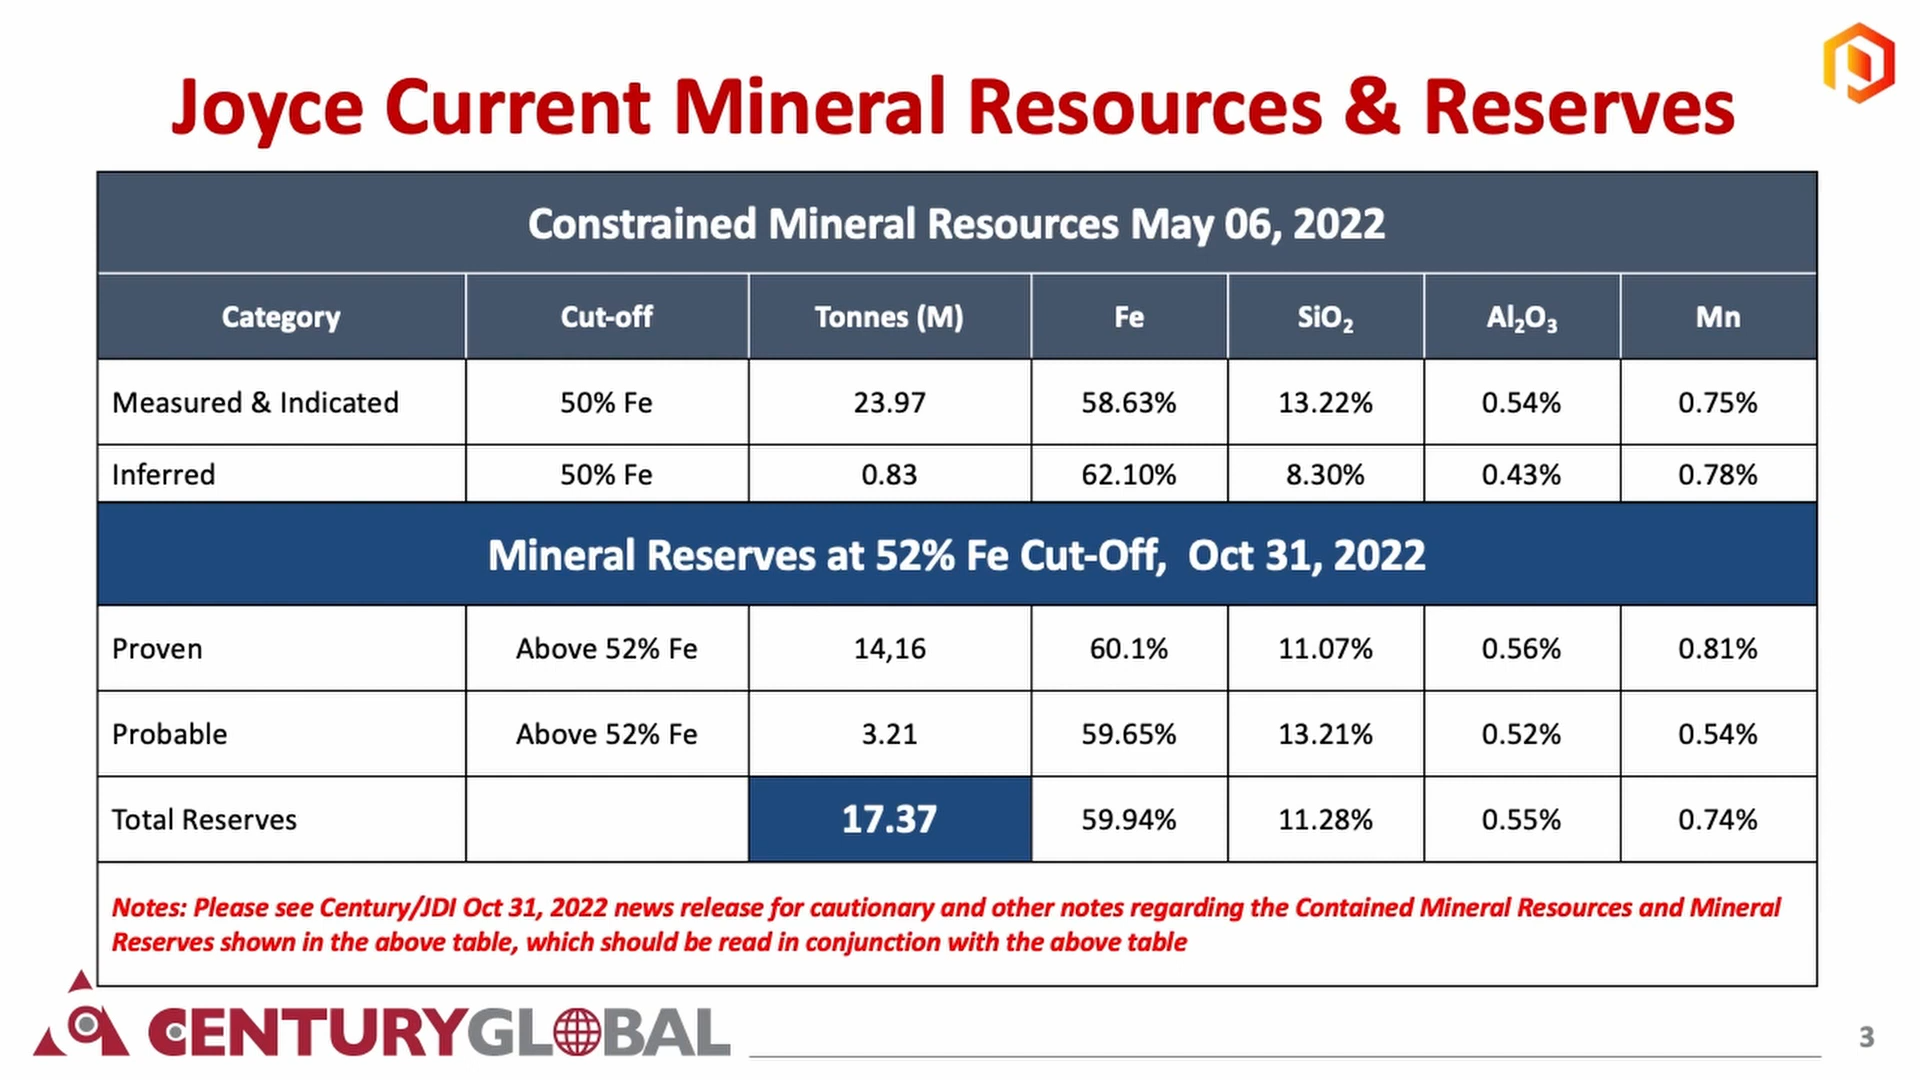 Joyce Current Mineral Resources & Reserves
Constrained Mineral Resources May 06, 2022
Category Cut-off Tonnes (M) Fe SiO₂ Al₂O₃ Mn
Measured & Indicated 50% Fe 23.97 58.63% 13.22% 0.54% 0.75%
Inferred 50% Fe 0.83 62.10% 8.30% 0.43% 0.78%
Mineral Reserves at 52% Fe Cut-Off, Oct 31, 2022
Proven Above 52% Fe 14,16 60.1% 11.07% 0.56% 0.81%
Probable Above 52% Fe 3.21 59.65% 13.21% 0.52% 0.54%
Total Reserves 17.37 59.94% 11.28% 0.55% 0.74%
Notes: Please see Century/JDI Oct 31, 2022 news release for cautionary and other notes regarding the Contained Mineral Resources and Mineral
Reserves shown in the above table, which should be read in conjunction with the above table
CENTURYGLOBAL
3